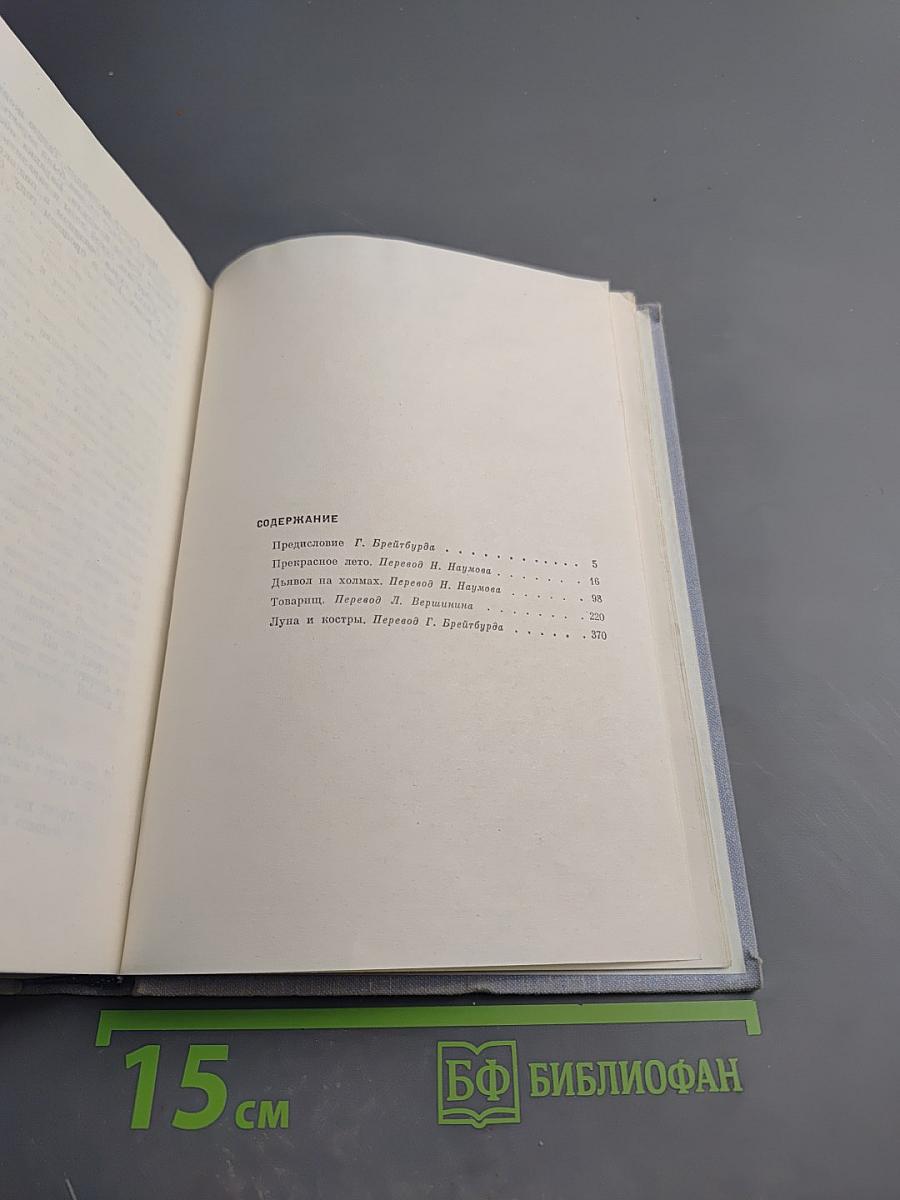 СОДЕРЖАНИЕ
Предисловие Г. Брейтбурда . . . . . . . . . . . . 5
Прекрасное лето. Перевод Н. Наумова . . . . . . . 16
Дьявол на холмах. Перевод Н. Наумова . . . . . . 98
Товарищ. Перевод Л. Вершинина . . . . . . . . 220
Луна и костры. Перевод Г. Брейтбурда . . . . . . 370
15 см
БФ БИБЛИОФАН